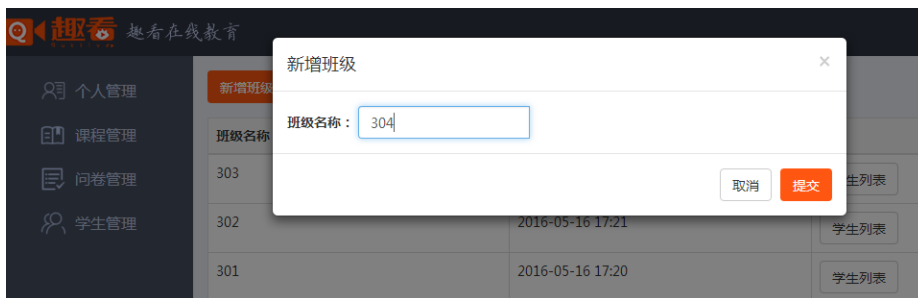 趣看 趣看在线教育
新增班级 ×
个人管理
新增班级
班级名称： 304
课程管理
班级名称
303
取消 提交
生列表
问卷管理
学生管理
302 2016-05-16 17:21 学生列表
301 2016-05-16 17:20 学生列表